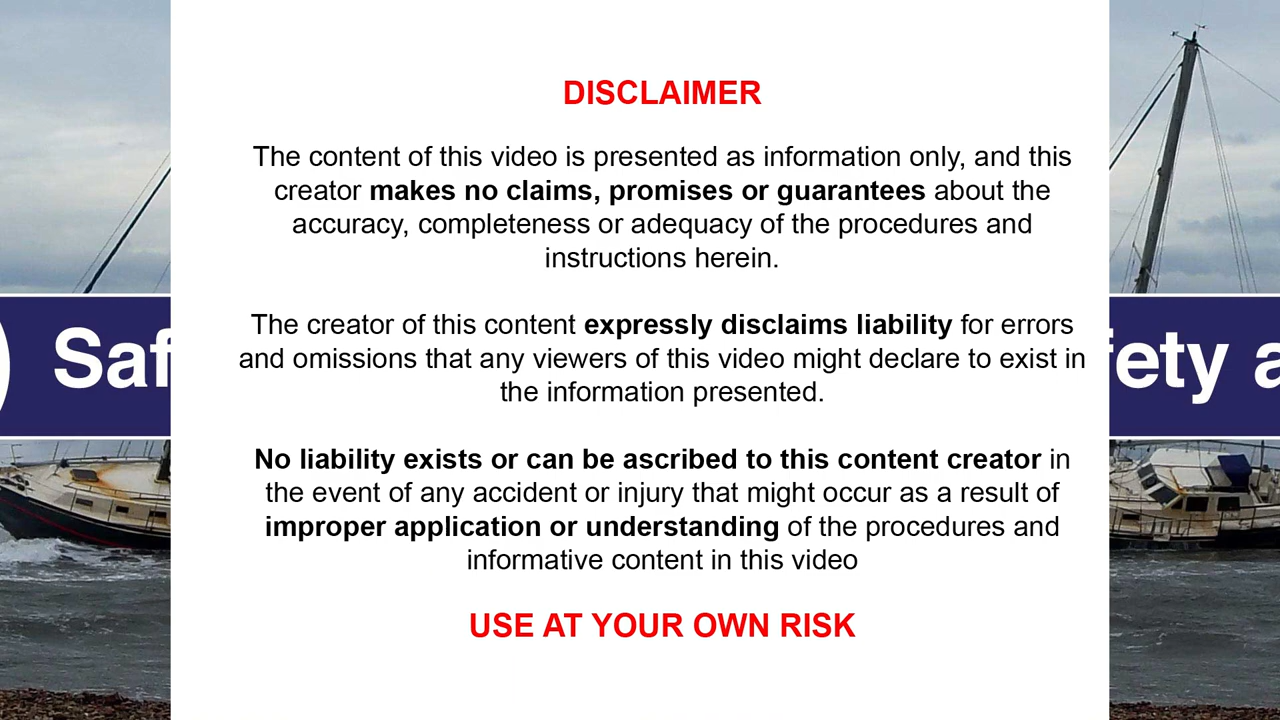 DISCLAIMER
The content of this video is presented as information only, and this
creator makes no claims, promises or guarantees about the
accuracy, completeness or adequacy of the procedures and
instructions herein.
The creator of this content expressly disclaims liability for errors
and omissions that any viewers of this video might declare to exist in
the information presented.
No liability exists or can be ascribed to this content creator in
the event of any accident or injury that might occur as a result of
improper application or understanding of the procedures and
informative content in this video
USE AT YOUR OWN RISK
) Saf
fety a